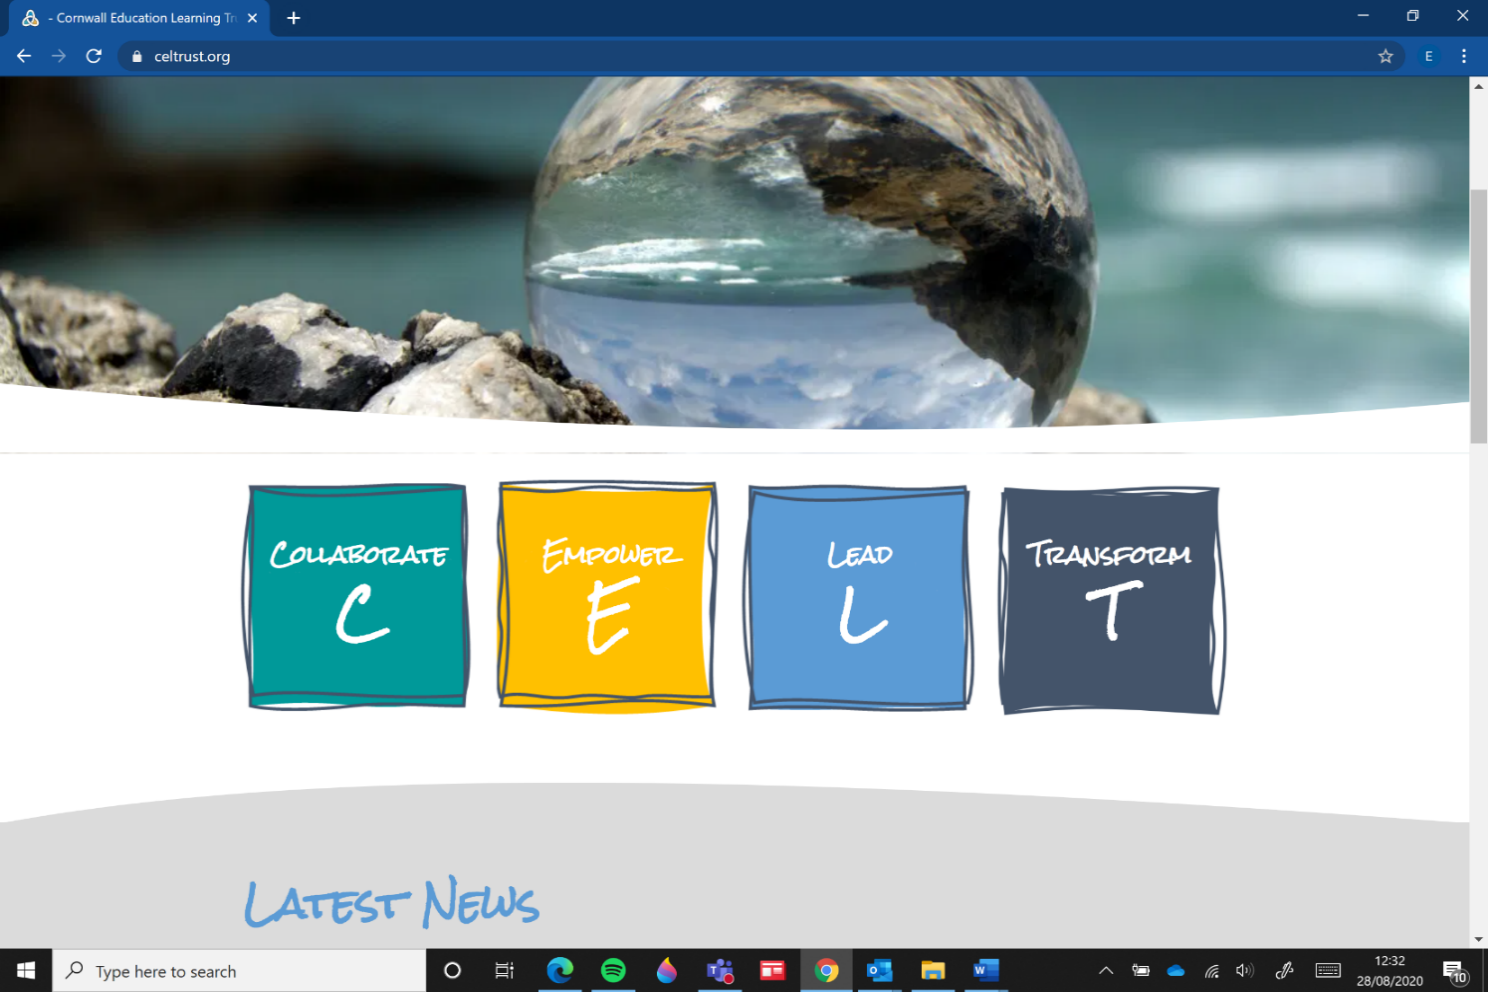 - Cornwall Education Learning Tr
celtrust.org
E
Collaborate
C
Empower
E
Lead
L
Transform
T
Latest News
Type here to search
12:32
28/08/2020
10